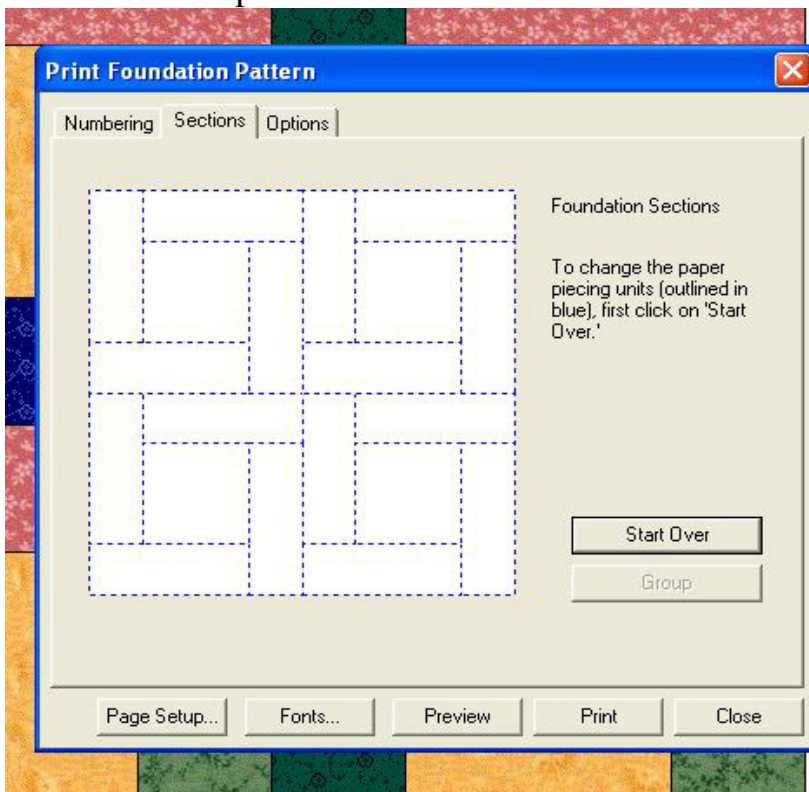 Print Foundation Pattern
Numbering Sections Options
Foundation Sections
To change the paper
piecing units (outlined in
blue), first click on 'Start
Over.'
Start Over
Group
Page Setup... Fonts... Preview Print Close